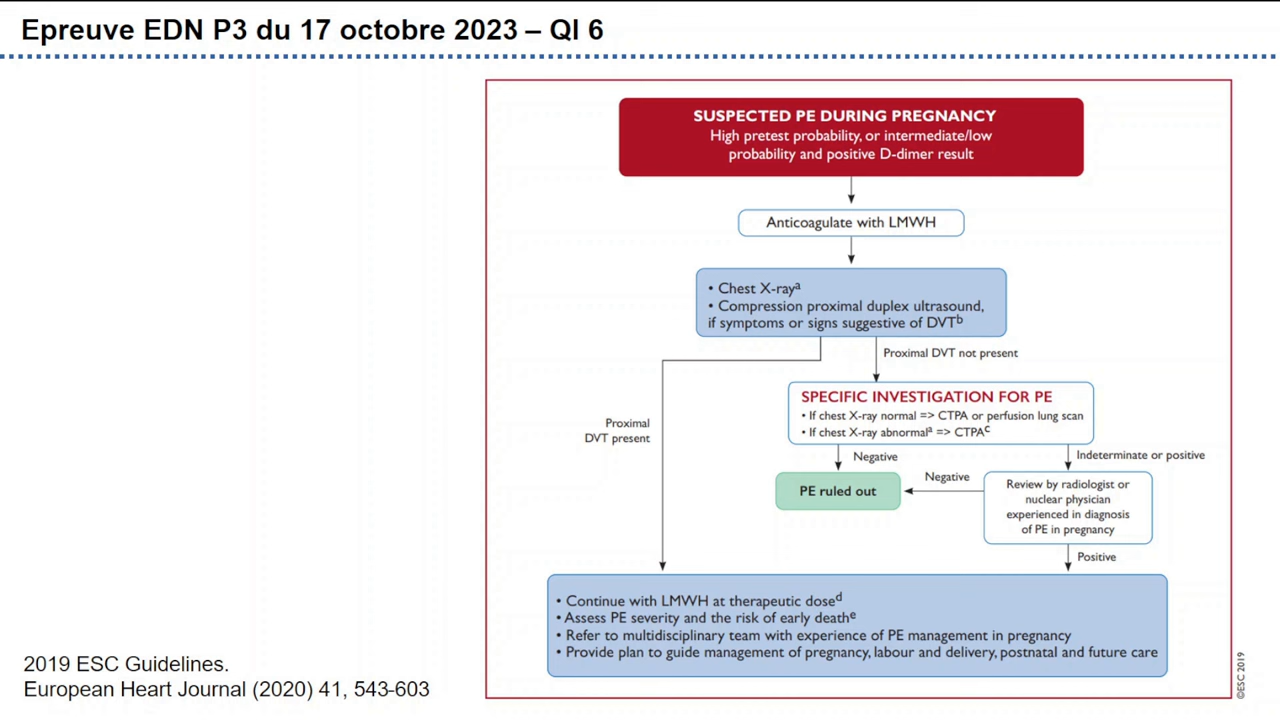 Epreuve EDN P3 du 17 octobre 2023 – QI 6
SUSPECTED PE DURING PREGNANCY
High pretest probability, or intermediate/low
probability and positive D-dimer result
Anticoagulate with LMWH
• Chest X-rayᵃ
• Compression proximal duplex ultrasound,
if symptoms or signs suggestive of DVTᵇ
Proximal DVT not present
Proximal
DVT present
SPECIFIC INVESTIGATION FOR PE
• If chest X-ray normal => CTPA or perfusion lung scan
• If chest X-ray abnormalᵃ => CTPAᶜ
Negative
Indeterminate or positive
PE ruled out
Negative
Review by radiologist or
nuclear physician
experienced in diagnosis
of PE in pregnancy
Positive
• Continue with LMWH at therapeutic doseᵈ
• Assess PE severity and the risk of early deathᵉ
• Refer to multidisciplinary team with experience of PE management in pregnancy
• Provide plan to guide management of pregnancy, labour and delivery, postnatal and future care
2019 ESC Guidelines.
European Heart Journal (2020) 41, 543-603
©ESC 2019